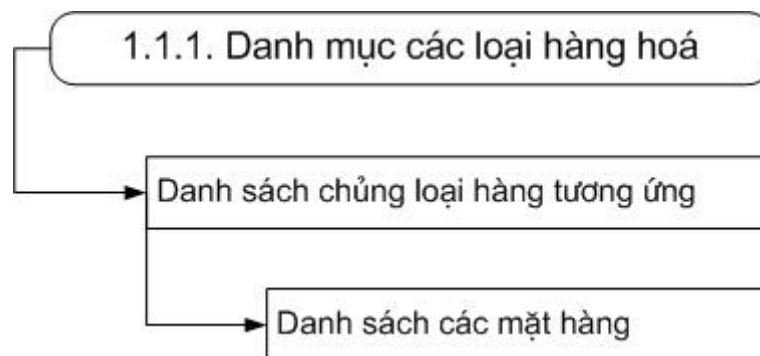 1.1.1. Danh mục các loại hàng hoá
Danh sách chủng loại hàng tương ứng
Danh sách các mặt hàng